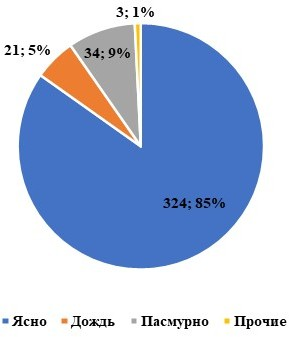 3; 1%
21; 5%
34; 9%
324; 85%
Ясно Дождь Пасмурно Прочие